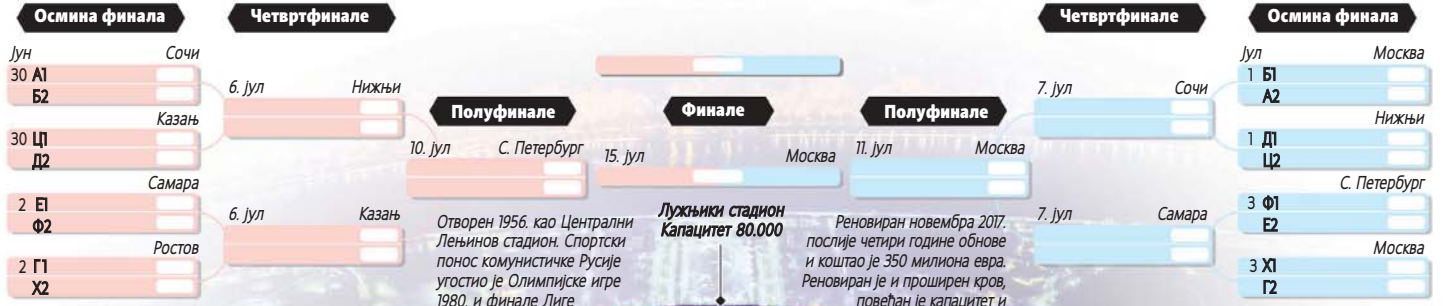 Осмина финала
Четвртфинале
Четвртфинале
Осмина финала
Јун Сочи
30 А1
Б2
Казањ
30 Ц1
Д2
Самара
2 Е1
Ф2
Ростов
2 Г1
Х2
6. јул Нижњи
6. јул Казањ
Полуфинале
10. јул С. Петербург
Финале
15. јул Москва
Полуфинале
11. јул Москва
7. јул Сочи
7. јул Самара
Јул Москва
1 Б1
А2
Нижњи
1 Д1
Ц2
С. Петербург
3 Ф1
Е2
Москва
3 Х1
Г2
Отворен 1956. као Централни
Лењинов стадион. Спортски
понос комунистичке Русије
угостио је Олимпијске игре
1980. и финале Лиге
Лужњики стадион
Капацитет 80.000
Реновиран новембра 2017.
послије четири године обнове
и коштао је 350 милиона евра.
Реновиран је и проширен кров,
повећан је капацитет и